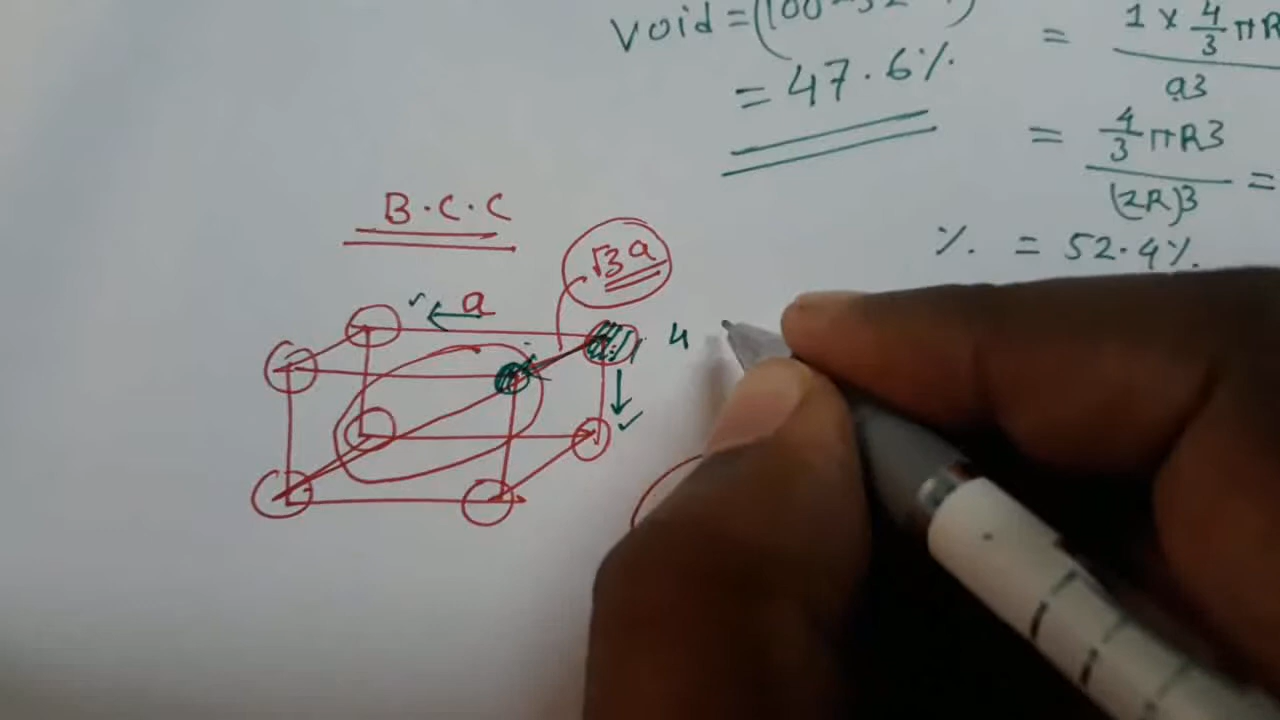 void = (100-52
= 47.6%.
= 1 × 4/3 πR
a3
= 4/3 πR3
(2R)3 =
%. = 52.4%.
B.C.C
√3a
a
4